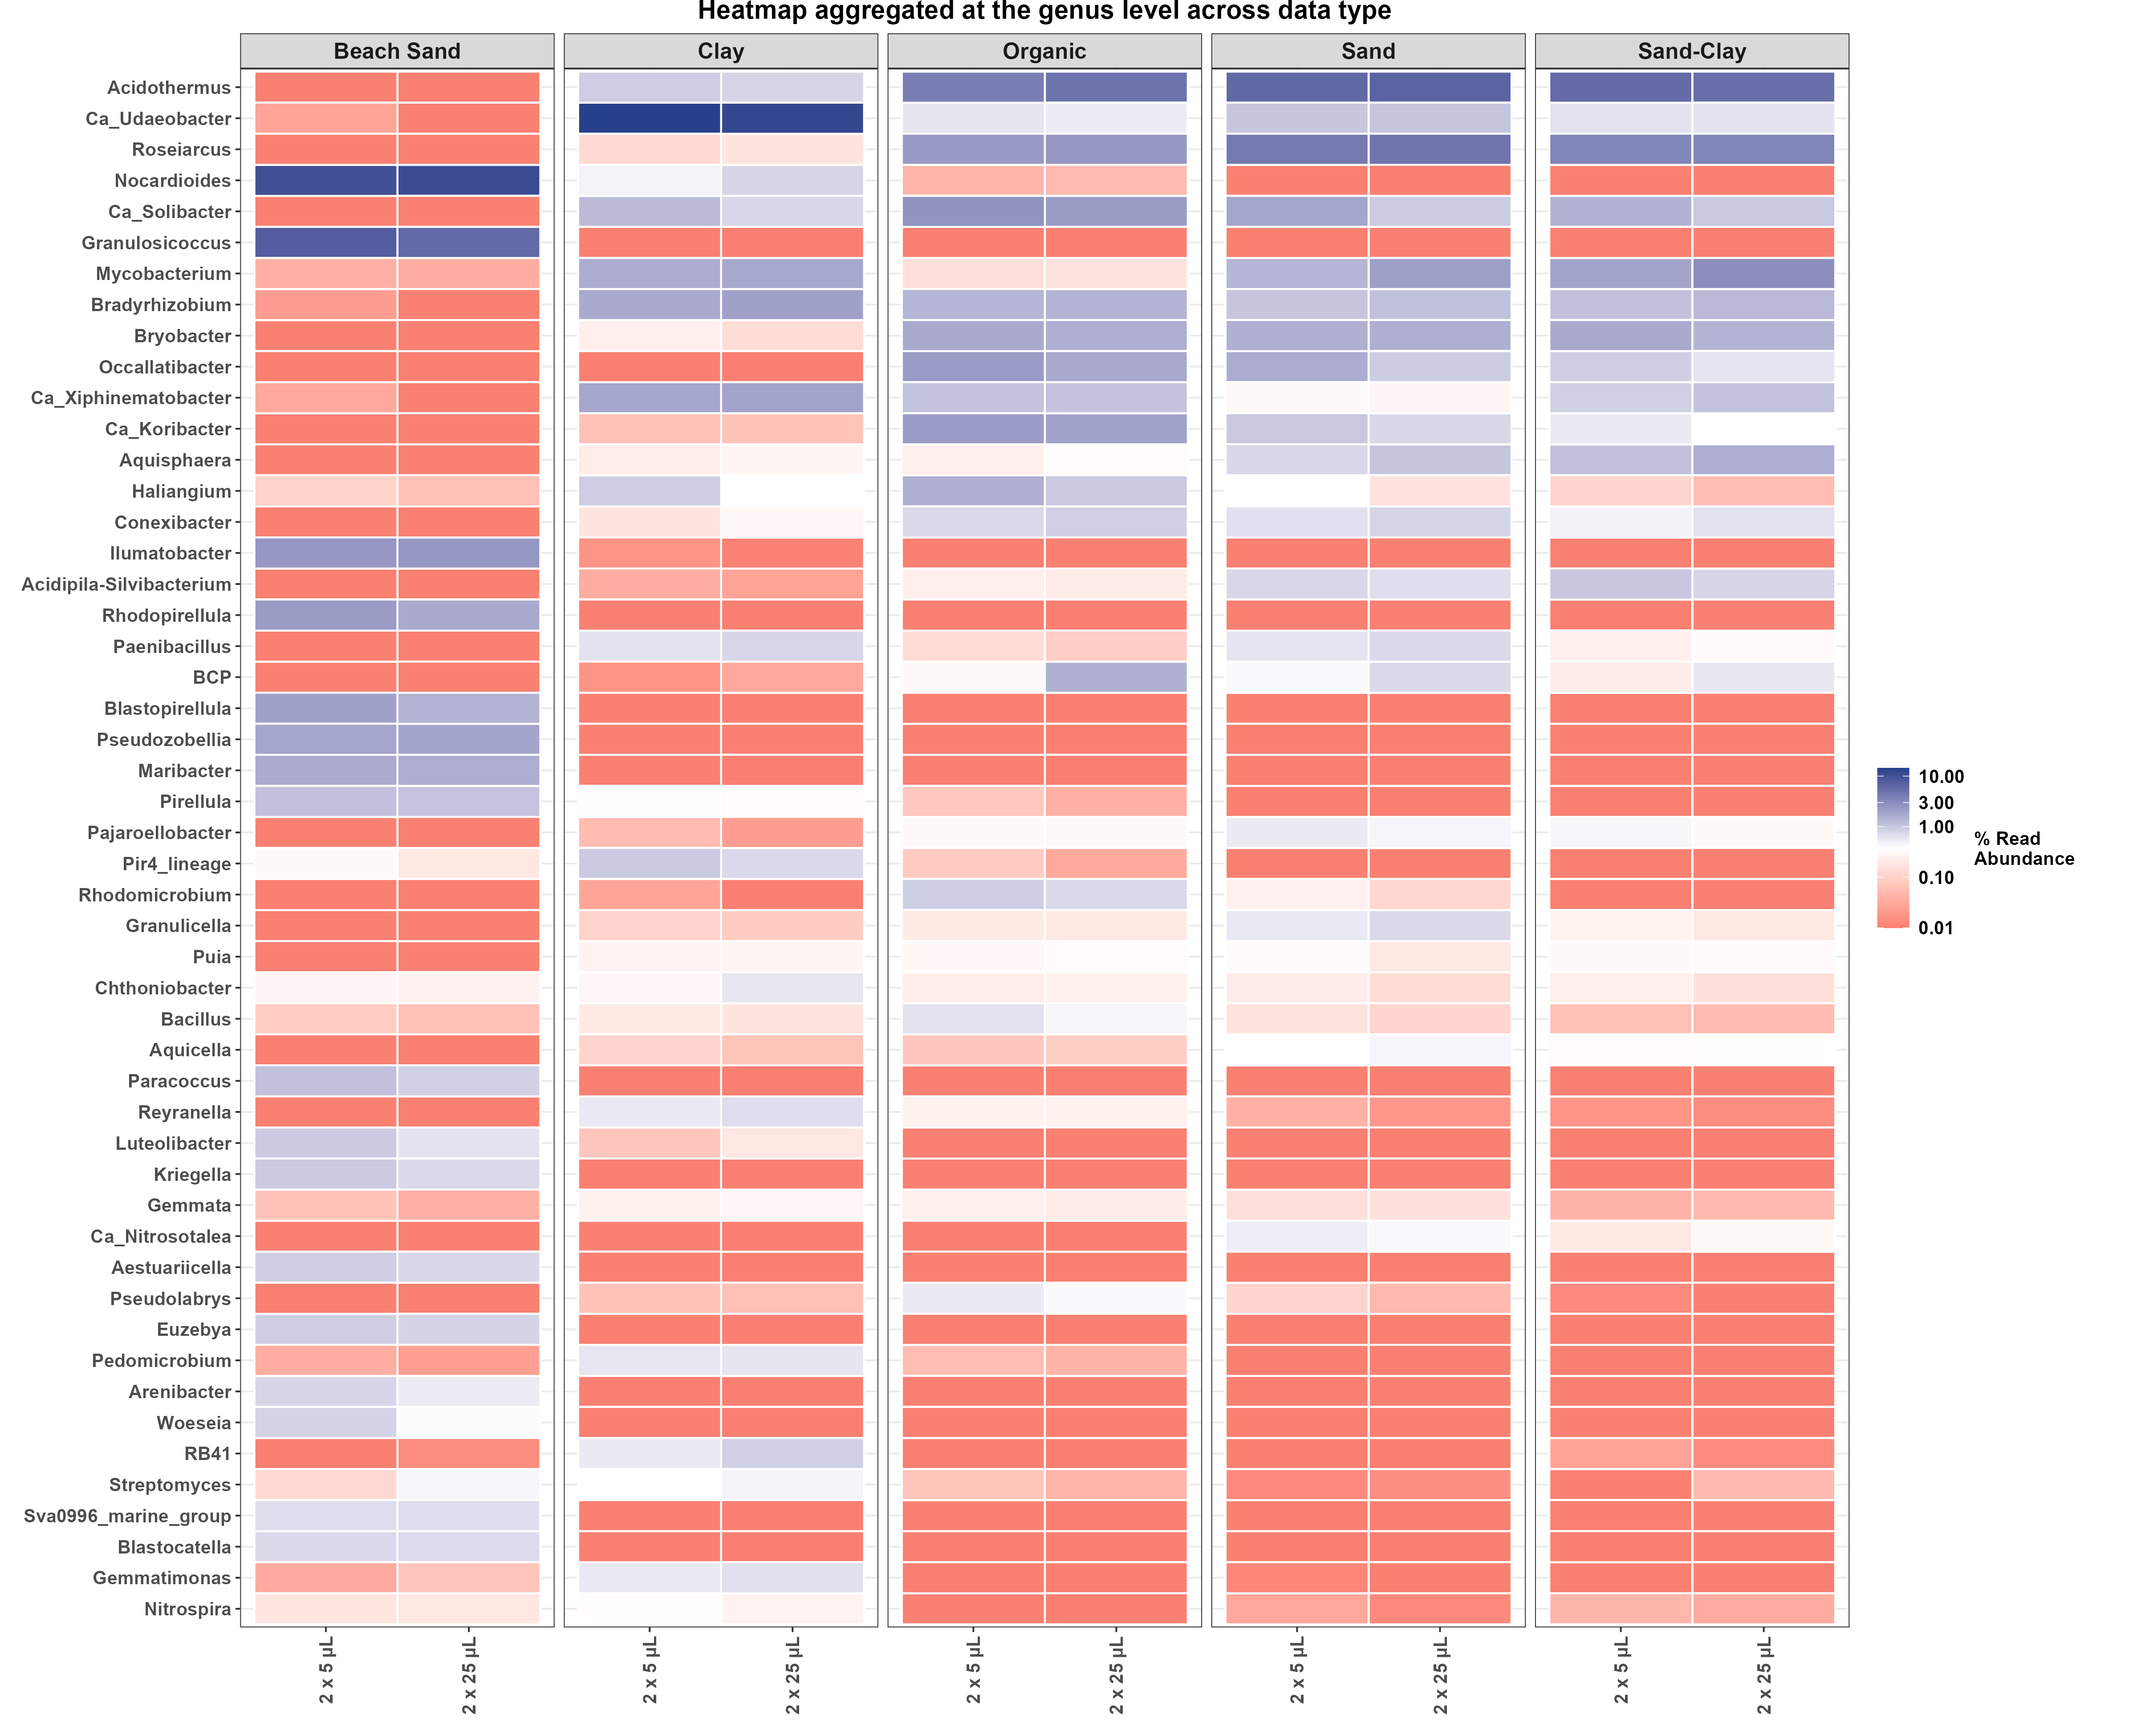 Heatmap aggregated at the genus level across data type
Beach Sand
Clay
Organic
Sand
Sand-Clay
Acidothermus
Ca_Udaeobacter
Roseiarcus
Nocardioides
Ca_Solibacter
Granulosicoccus
Mycobacterium
Bradyrhizobium
Bryobacter
Occallatibacter
Ca_Xiphinematobacter
Ca_Koribacter
Aquisphaera
Haliangium
Conexibacter
Ilumatobacter
Acidipila-Silvibacterium
Rhodopirellula
Paenibacillus
BCP
Blastopirellula
Pseudozobellia
Maribacter
Pirellula
Pajaroellobacter
Pir4_lineage
Rhodomicrobium
Granulicella
Puia
Chthoniobacter
Bacillus
Aquicella
Paracoccus
Reyranella
Luteolibacter
Kriegella
Gemmata
Ca_Nitrosotalea
Aestuariicella
Pseudolabrys
Euzebya
Pedomicrobium
Arenibacter
Woeseia
RB41
Streptomyces
Sva0996_marine_group
Blastocatella
Gemmatimonas
Nitrospira
2 x 5 µL
2 x 25 µL
2 x 5 µL
2 x 25 µL
2 x 5 µL
2 x 25 µL
2 x 5 µL
2 x 25 µL
2 x 5 µL
2 x 25 µL
10.00
3.00
1.00
0.10
0.01
% Read
Abundance